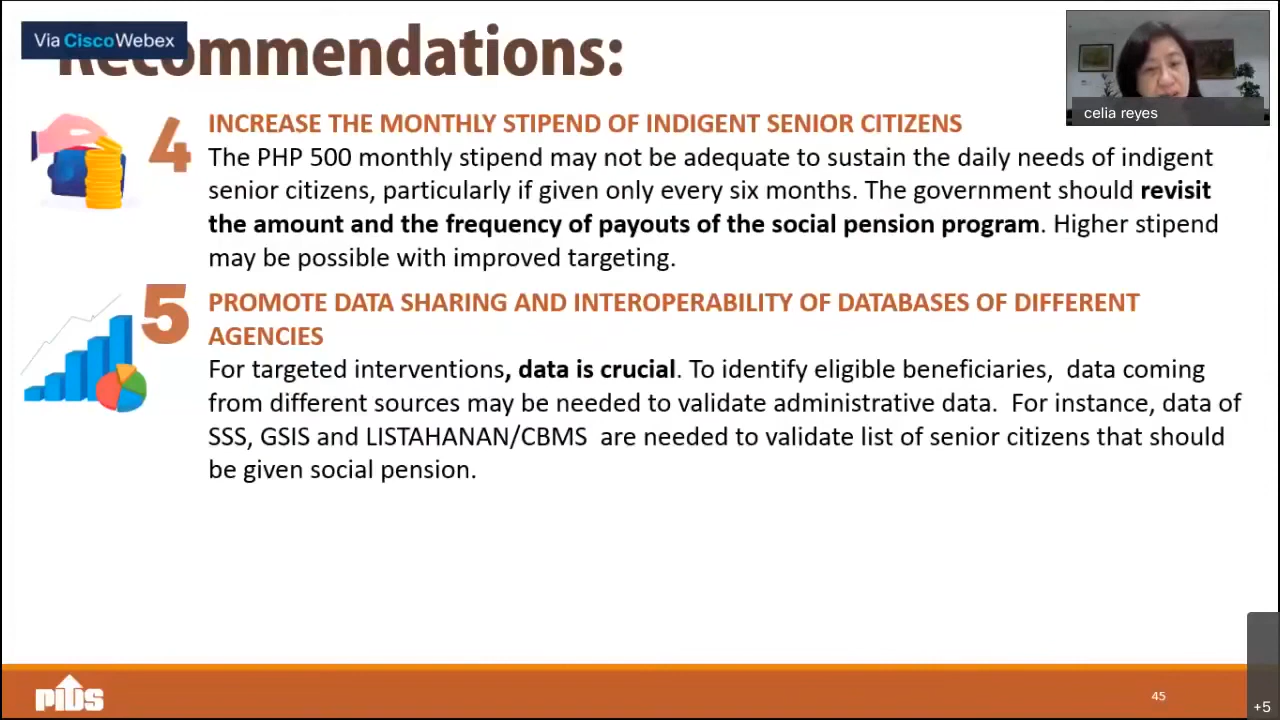 Via CiscoWebex
Recommendations:
celia reyes
4 INCREASE THE MONTHLY STIPEND OF INDIGENT SENIOR CITIZENS
The PHP 500 monthly stipend may not be adequate to sustain the daily needs of indigent
senior citizens, particularly if given only every six months. The government should revisit
the amount and the frequency of payouts of the social pension program. Higher stipend
may be possible with improved targeting.
5 PROMOTE DATA SHARING AND INTEROPERABILITY OF DATABASES OF DIFFERENT
AGENCIES
For targeted interventions, data is crucial. To identify eligible beneficiaries,  data coming
from different sources may be needed to validate administrative data.  For instance, data of
SSS, GSIS and LISTAHANAN/CBMS  are needed to validate list of senior citizens that should
be given social pension.
PIDS
45
+5